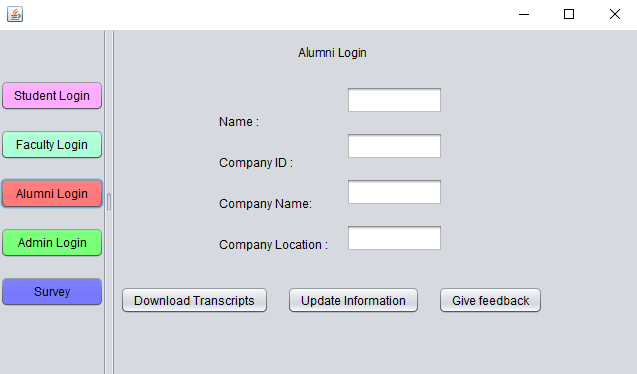 Alumni Login
Student Login
Faculty Login
Alumni Login
Admin Login
Survey
Name :
Company ID :
Company Name:
Company Location :
Download Transcripts
Update Information
Give feedback